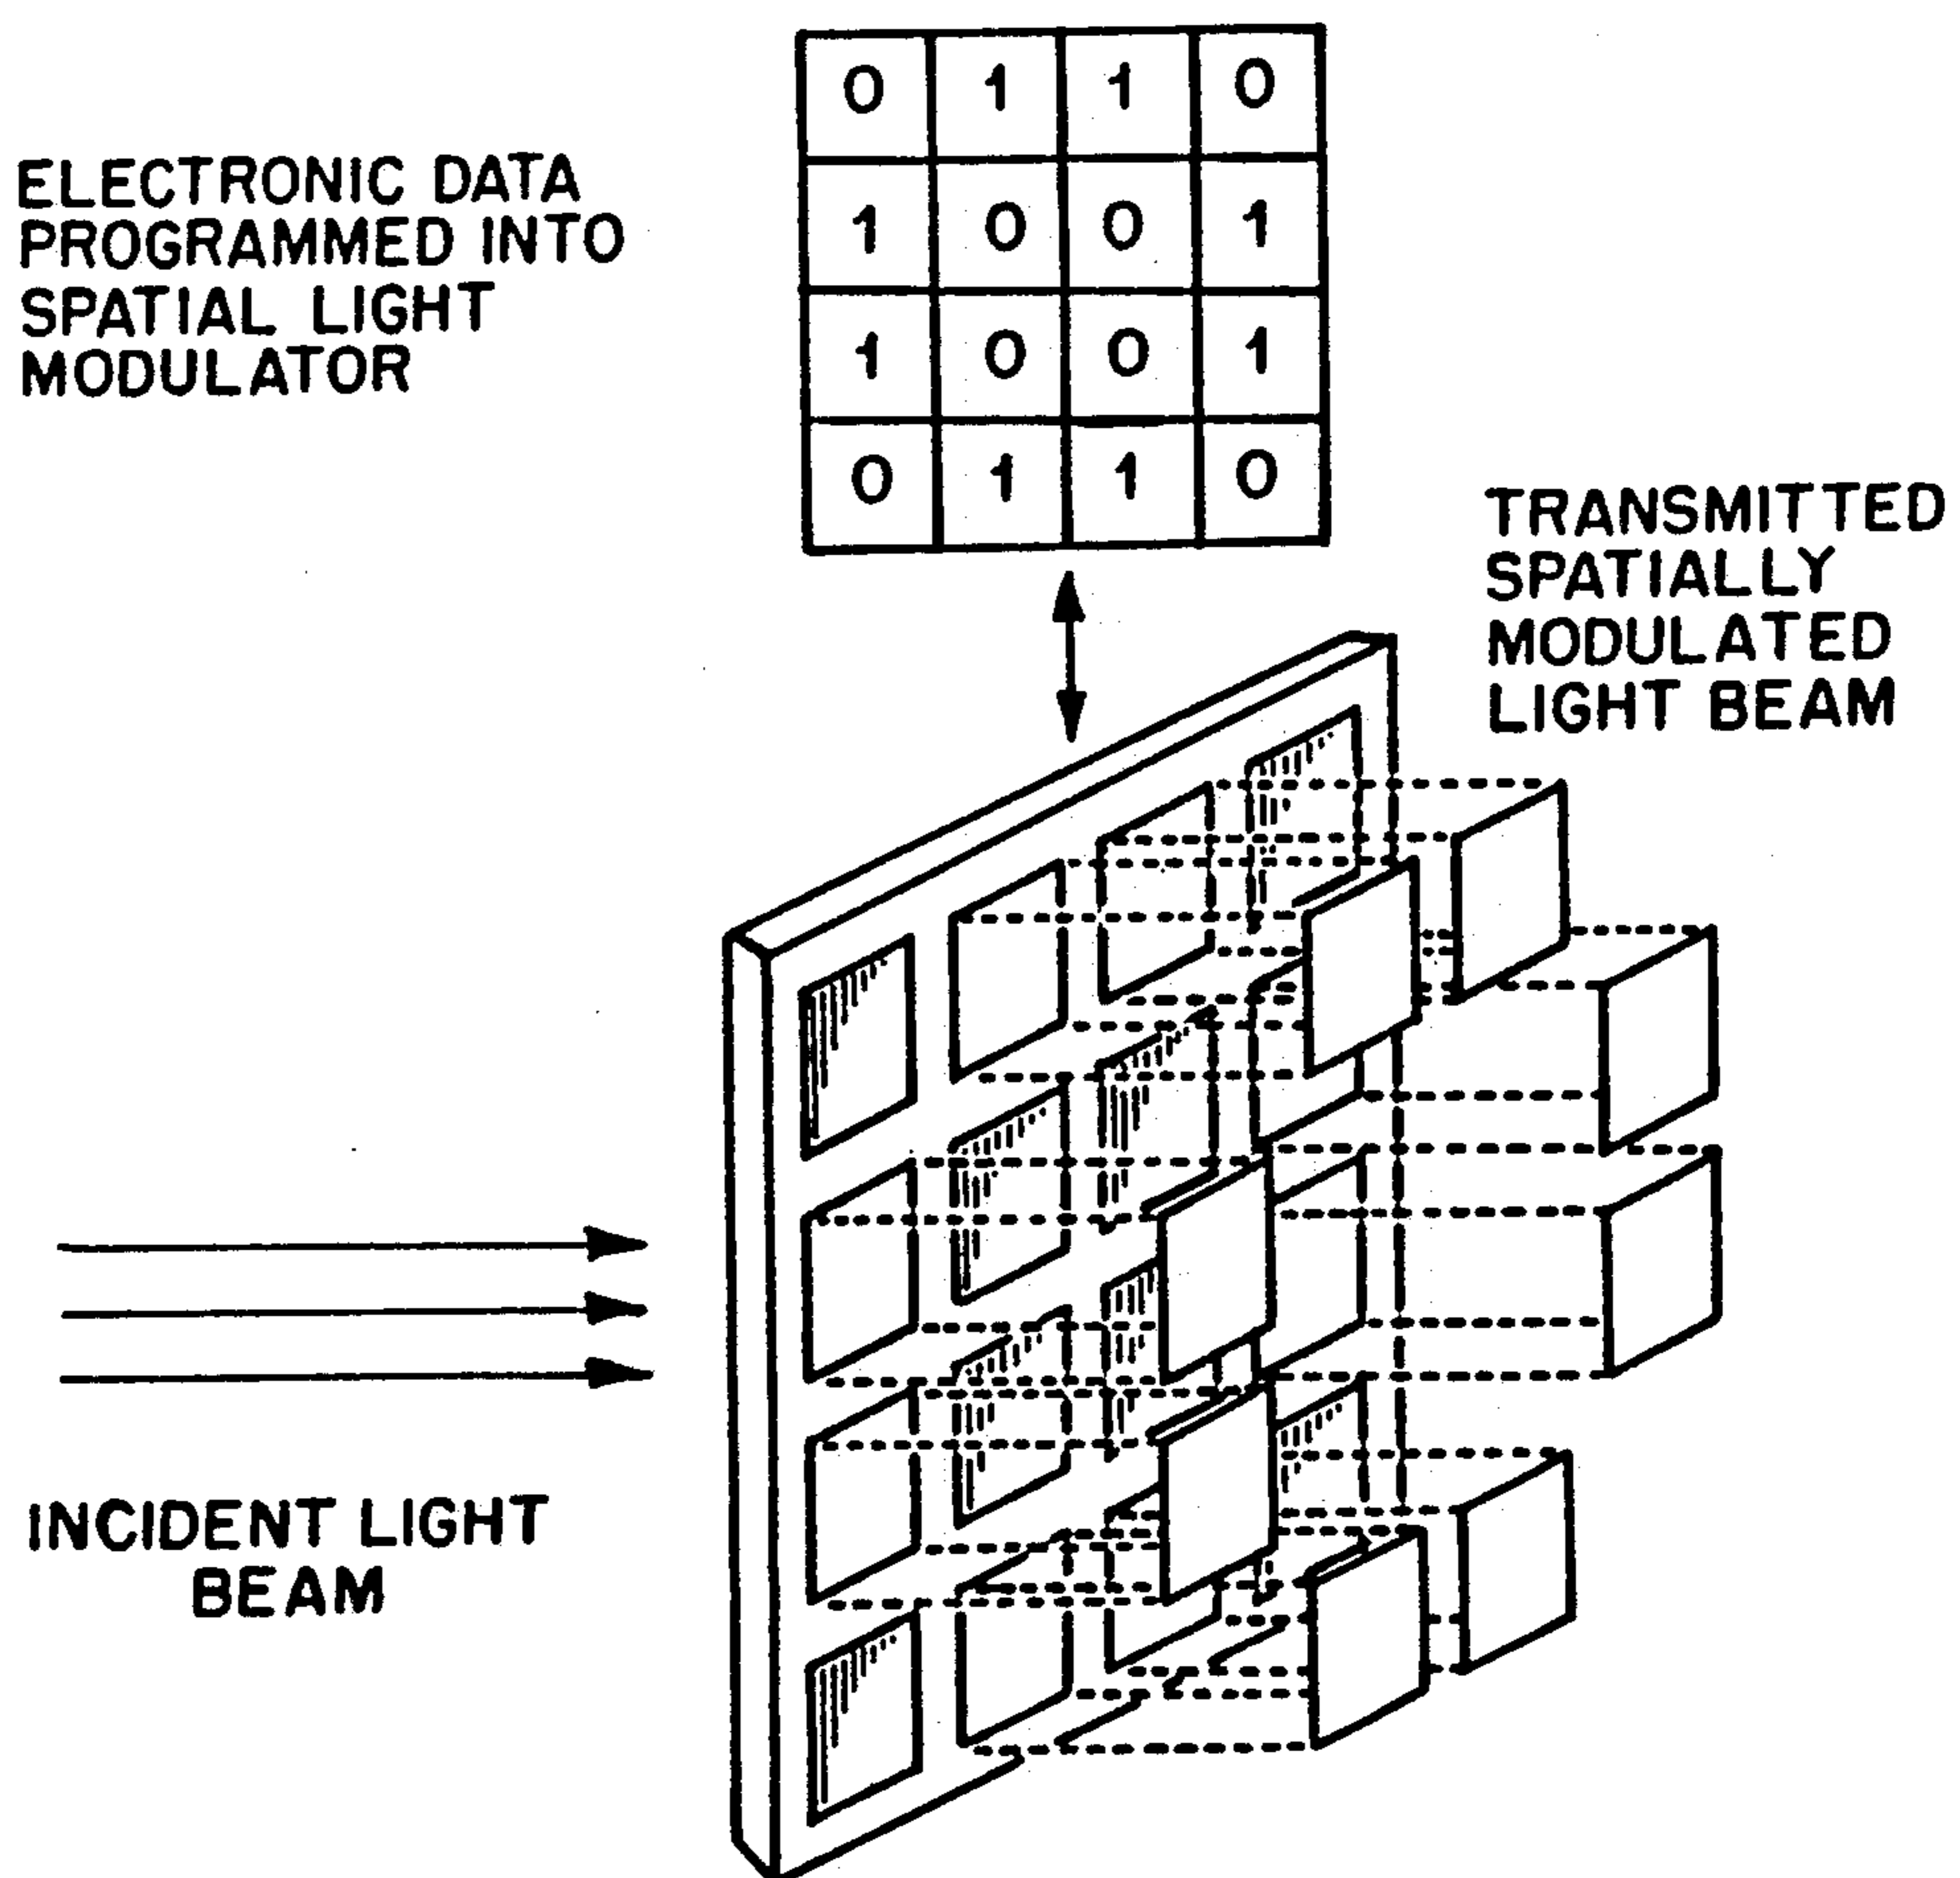 0 1 1 0
ELECTRONIC DATA
PROGRAMMED INTO
SPATIAL LIGHT
MODULATOR
1 0 0 1
1 0 0 1
0 1 1 0
TRANSMITTED
SPATIALLY
MODULATED
LIGHT BEAM
INCIDENT LIGHT
BEAM